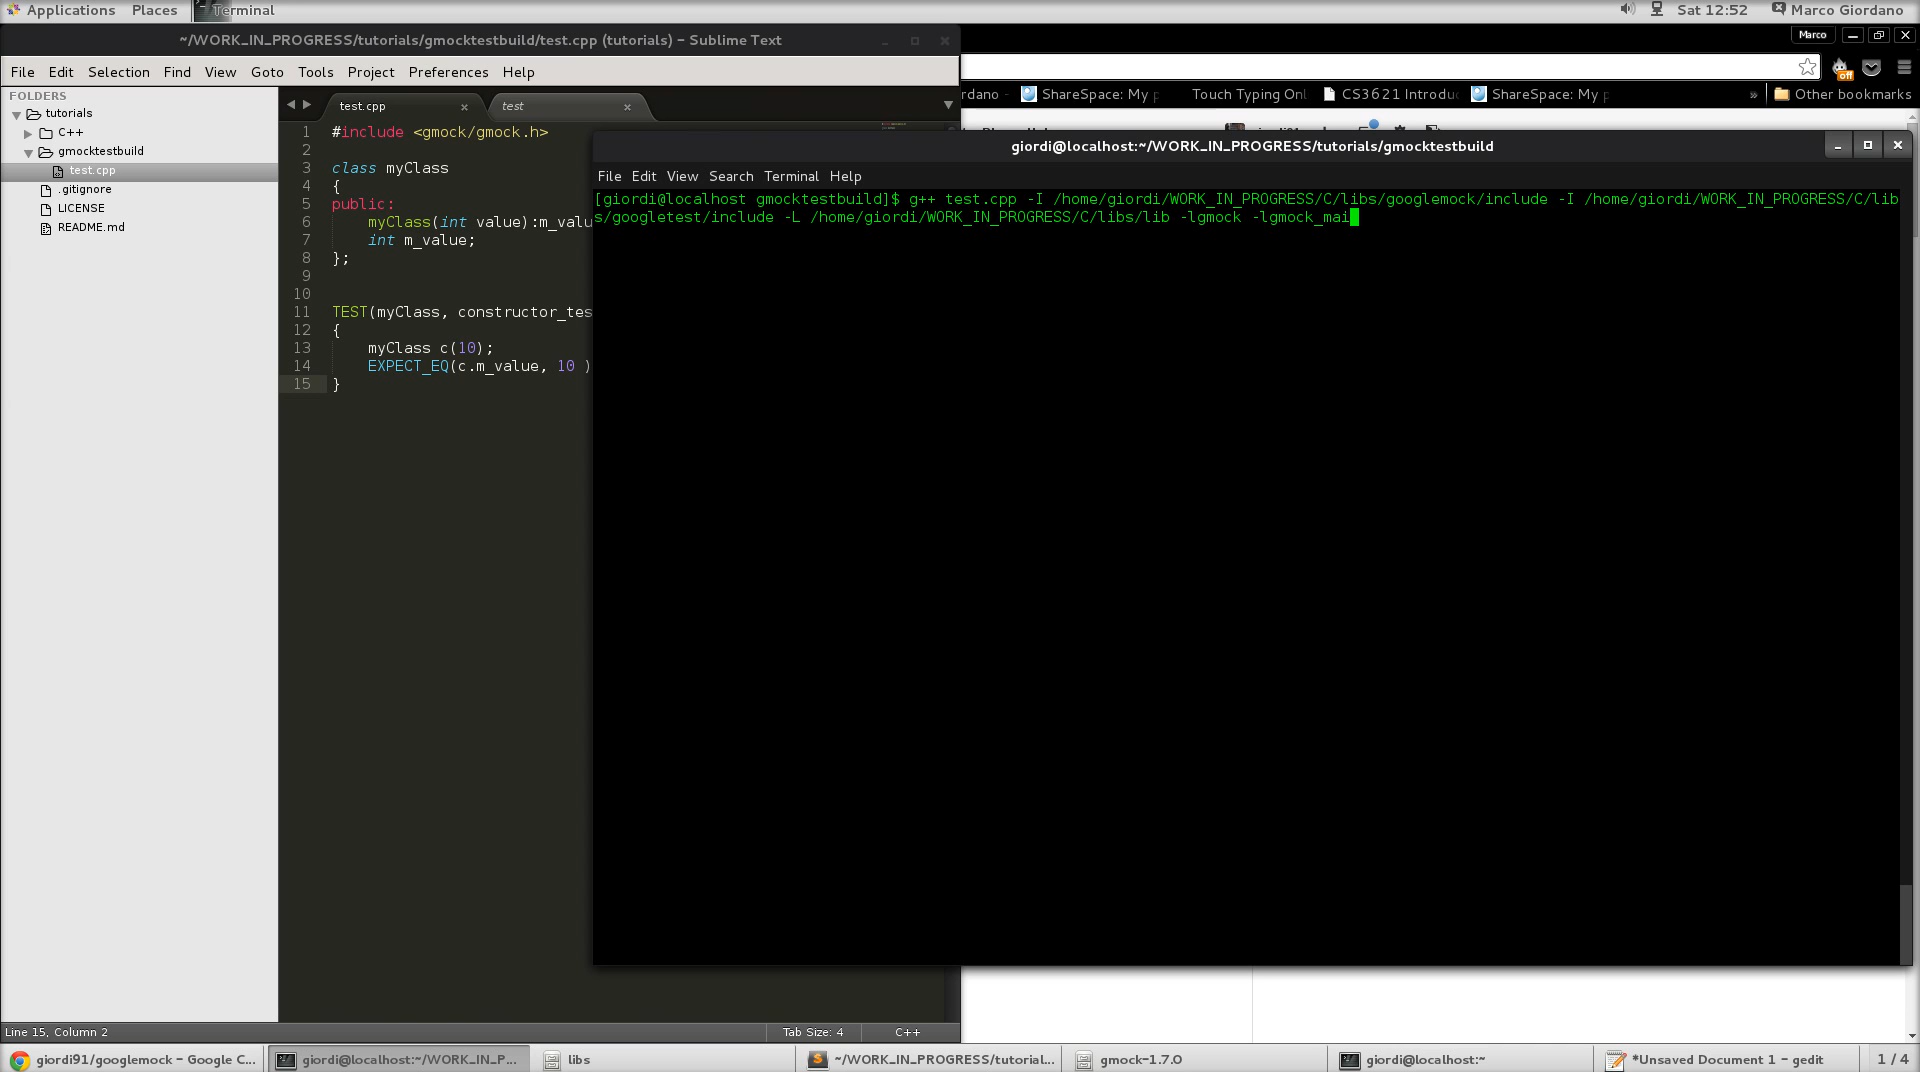 Applications Places Terminal Sat 12:52 Marco Giordano
~/WORK_IN_PROGRESS/tutorials/gmocktestbuild/test.cpp (tutorials) - Sublime Text
Marco
File Edit Selection Find View Goto Tools Project Preferences Help
off
rdano ShareSpace: My Touch Typing Onl CS3621 Introdu ShareSpace: My » Other bookmarks
FOLDERS
tutorials
C++
gmocktestbuild
test.cpp
.gitignore
LICENSE
README.md
test.cpp × test ×
1 #include <gmock/gmock.h>
2
3 class myClass
4 {
5 public:
6 myClass(int value):m_valu
7 int m_value;
8 };
9
10
11 TEST(myClass, constructor_tes
12 {
13 myClass c(10);
14 EXPECT_EQ(c.m_value, 10 )
15 }
giordi@localhost:~/WORK_IN_PROGRESS/tutorials/gmocktestbuild
File Edit View Search Terminal Help
[giordi@localhost gmocktestbuild]$ g++ test.cpp -I /home/giordi/WORK_IN_PROGRESS/C/libs/googlemock/include -I /home/giordi/WORK_IN_PROGRESS/C/lib
s/googletest/include -L /home/giordi/WORK_IN_PROGRESS/C/libs/lib -lgmock -lgmock_mai
Line 15, Column 2 Tab Size: 4 C++
giordi91/googlemock - Google C... giordi@localhost:~/WORK_IN_P... libs ~/WORK_IN_PROGRESS/tutorial... gmock-1.7.0 giordi@localhost:~ *Unsaved Document 1 - gedit 1 / 4